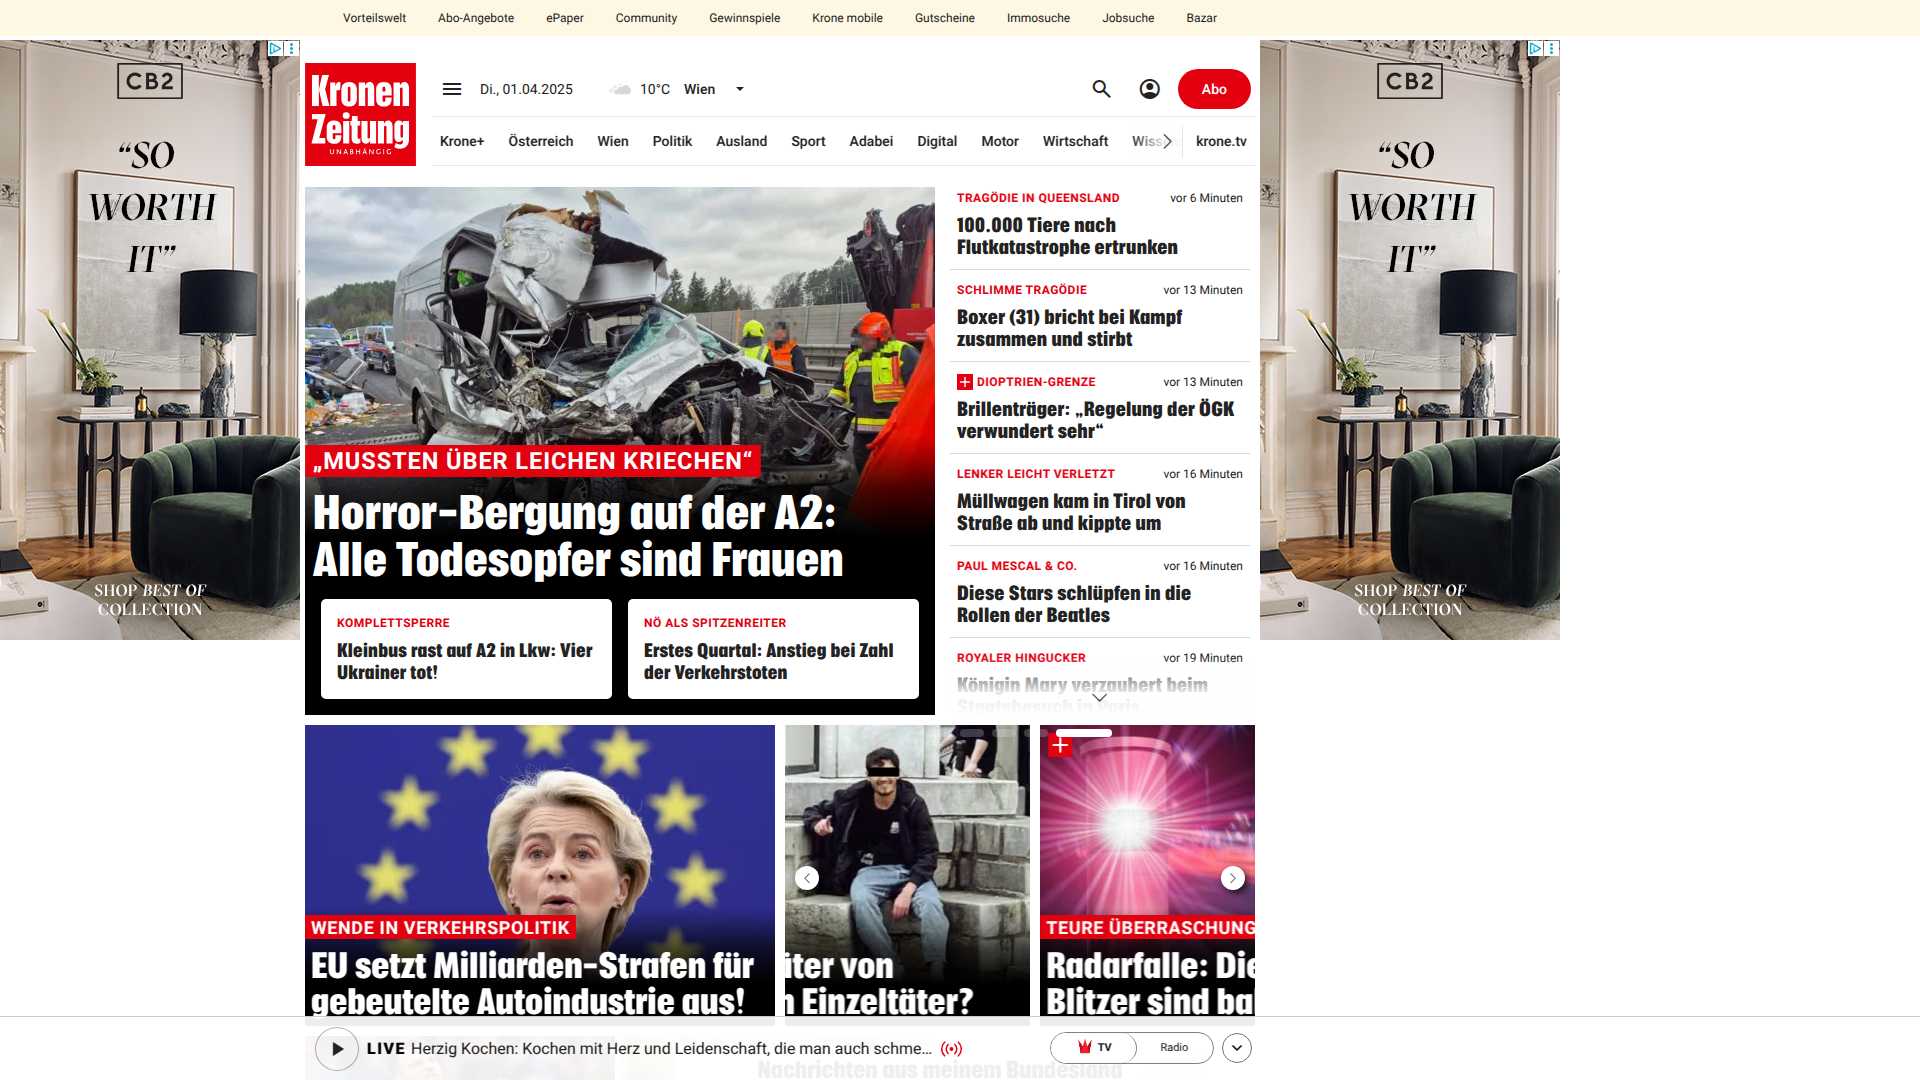 Vorteilswelt Abo-Angebote ePaper Community Gewinnspiele Krone mobile Gutscheine Immosuche Jobsuche Bazar
CB2
“SO
WORTH
IT”
SHOP BEST OF
COLLECTION
Kronen
Zeitung
UNABHÄNGIG
Di., 01.04.2025 10°C Wien
Abo
Krone+ Österreich Wien Politik Ausland Sport Adabei Digital Motor Wirtschaft Wiss krone.tv
„MUSSTEN ÜBER LEICHEN KRIECHEN“
Horror-Bergung auf der A2:
Alle Todesopfer sind Frauen
KOMPLETTSPERRE
Kleinbus rast auf A2 in Lkw: Vier
Ukrainer tot!
NÖ ALS SPITZENREITER
Erstes Quartal: Anstieg bei Zahl
der Verkehrstoten
TRAGÖDIE IN QUEENSLAND vor 6 Minuten
100.000 Tiere nach
Flutkatastrophe ertrunken
SCHLIMME TRAGÖDIE vor 13 Minuten
Boxer (31) bricht bei Kampf
zusammen und stirbt
DIOPTRIEN-GRENZE vor 13 Minuten
Brillenträger: „Regelung der ÖGK
verwundert sehr“
LENKER LEICHT VERLETZT vor 16 Minuten
Müllwagen kam in Tirol von
Straße ab und kippte um
PAUL MESCAL & CO. vor 16 Minuten
Diese Stars schlüpfen in die
Rollen der Beatles
ROYALER HINGUCKER vor 19 Minuten
Königin Mary verzaubert beim
Staatsbesuch in Paris
CB2
“SO
WORTH
IT”
SHOP BEST OF
COLLECTION
WENDE IN VERKEHRSPOLITIK
EU setzt Milliarden-Strafen für
gebeutelte Autoindustrie aus!
iter von
n Einzeltäter?
TEURE ÜBERRASCHUNG
Radarfalle: Die
Blitzer sind bal
LIVE Herzig Kochen: Kochen mit Herz und Leidenschaft, die man auch schme...
TV Radio
Nachrichten aus meinem Bundesland